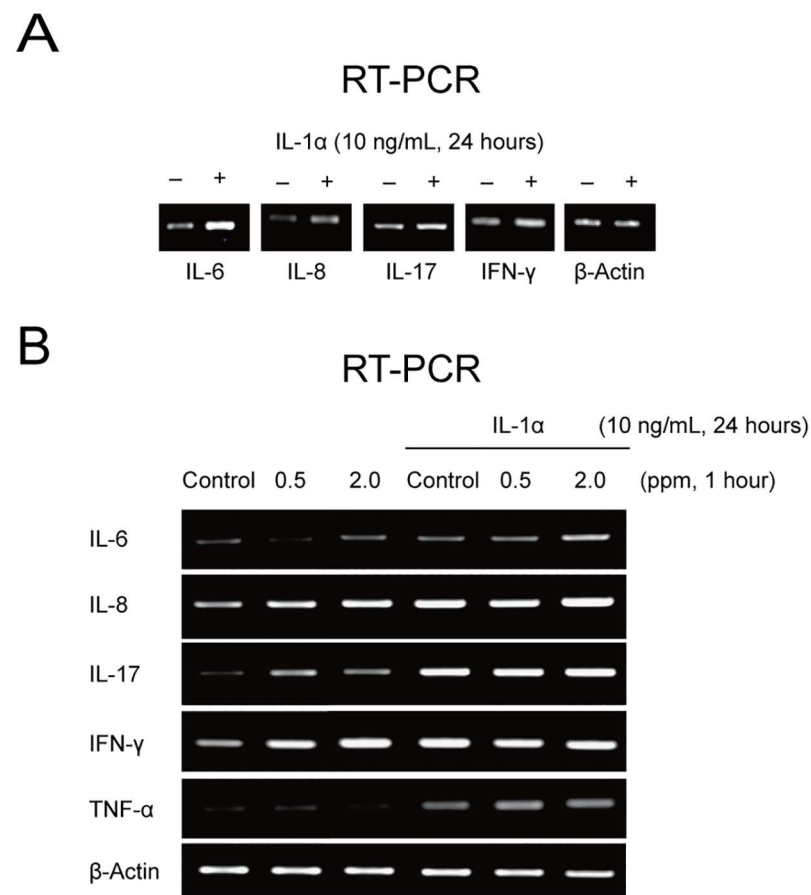 A
RT-PCR
IL-1α (10 ng/mL, 24 hours)
– + – + – + – + – +
IL-6 IL-8 IL-17 IFN-γ β-Actin
B
RT-PCR
IL-1α (10 ng/mL, 24 hours)
Control 0.5 2.0 Control 0.5 2.0 (ppm, 1 hour)
IL-6
IL-8
IL-17
IFN-γ
TNF-α
β-Actin